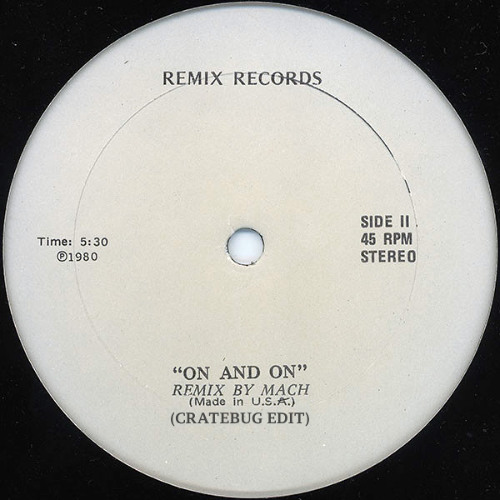 REMIX RECORDS
Time: 5:30
℗1980
SIDE II
45 RPM
STEREO
“ON AND ON”
REMIX BY MACH
(Made in U.S.A.)
(CRATEBUG EDIT)